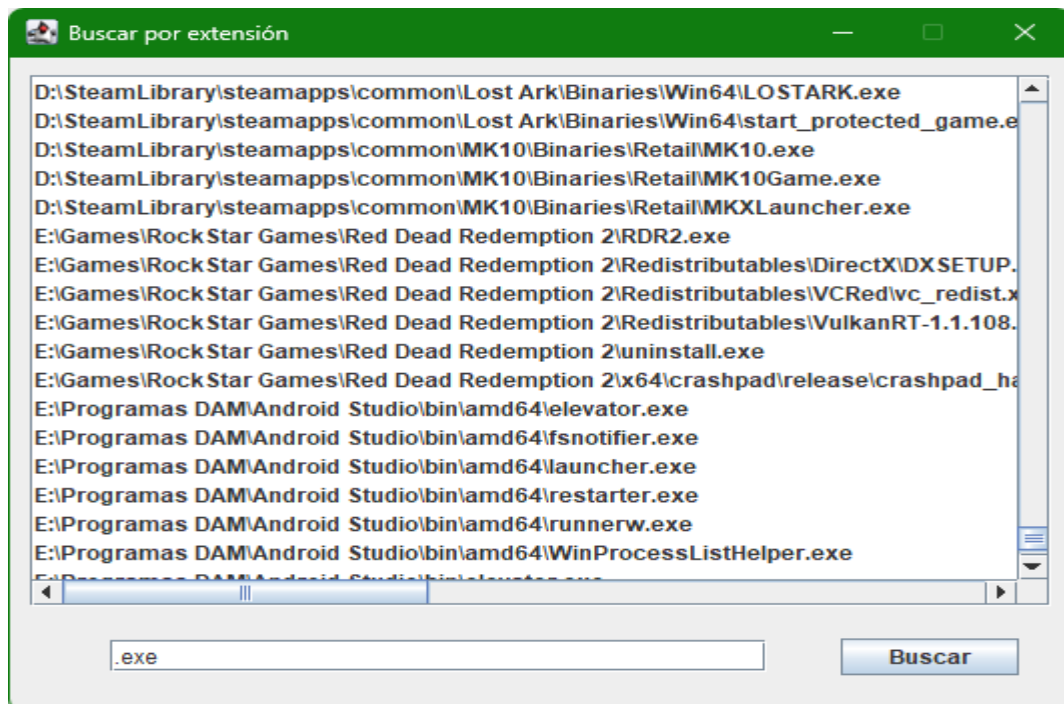 Buscar por extensión
D:\SteamLibrary\steamapps\common\Lost Ark\Binaries\Win64\LOSTARK.exe
D:\SteamLibrary\steamapps\common\Lost Ark\Binaries\Win64\start_protected_game.e
D:\SteamLibrary\steamapps\common\MK10\Binaries\Retail\MK10.exe
D:\SteamLibrary\steamapps\common\MK10\Binaries\Retail\MK10Game.exe
D:\SteamLibrary\steamapps\common\MK10\Binaries\Retail\MKXLauncher.exe
E:\Games\RockStar Games\Red Dead Redemption 2\RDR2.exe
E:\Games\RockStar Games\Red Dead Redemption 2\Redistributables\DirectX\DXSETUP.
E:\Games\RockStar Games\Red Dead Redemption 2\Redistributables\VCRed\vc_redist.x
E:\Games\RockStar Games\Red Dead Redemption 2\Redistributables\VulkanRT-1.1.108.
E:\Games\RockStar Games\Red Dead Redemption 2\uninstall.exe
E:\Games\RockStar Games\Red Dead Redemption 2\x64\crashpad\release\crashpad_ha
E:\Programas DAM\Android Studio\bin\amd64\elevator.exe
E:\Programas DAM\Android Studio\bin\amd64\fsnotifier.exe
E:\Programas DAM\Android Studio\bin\amd64\launcher.exe
E:\Programas DAM\Android Studio\bin\amd64\restarter.exe
E:\Programas DAM\Android Studio\bin\amd64\runnerw.exe
E:\Programas DAM\Android Studio\bin\amd64\WinProcessListHelper.exe
.exe
Buscar